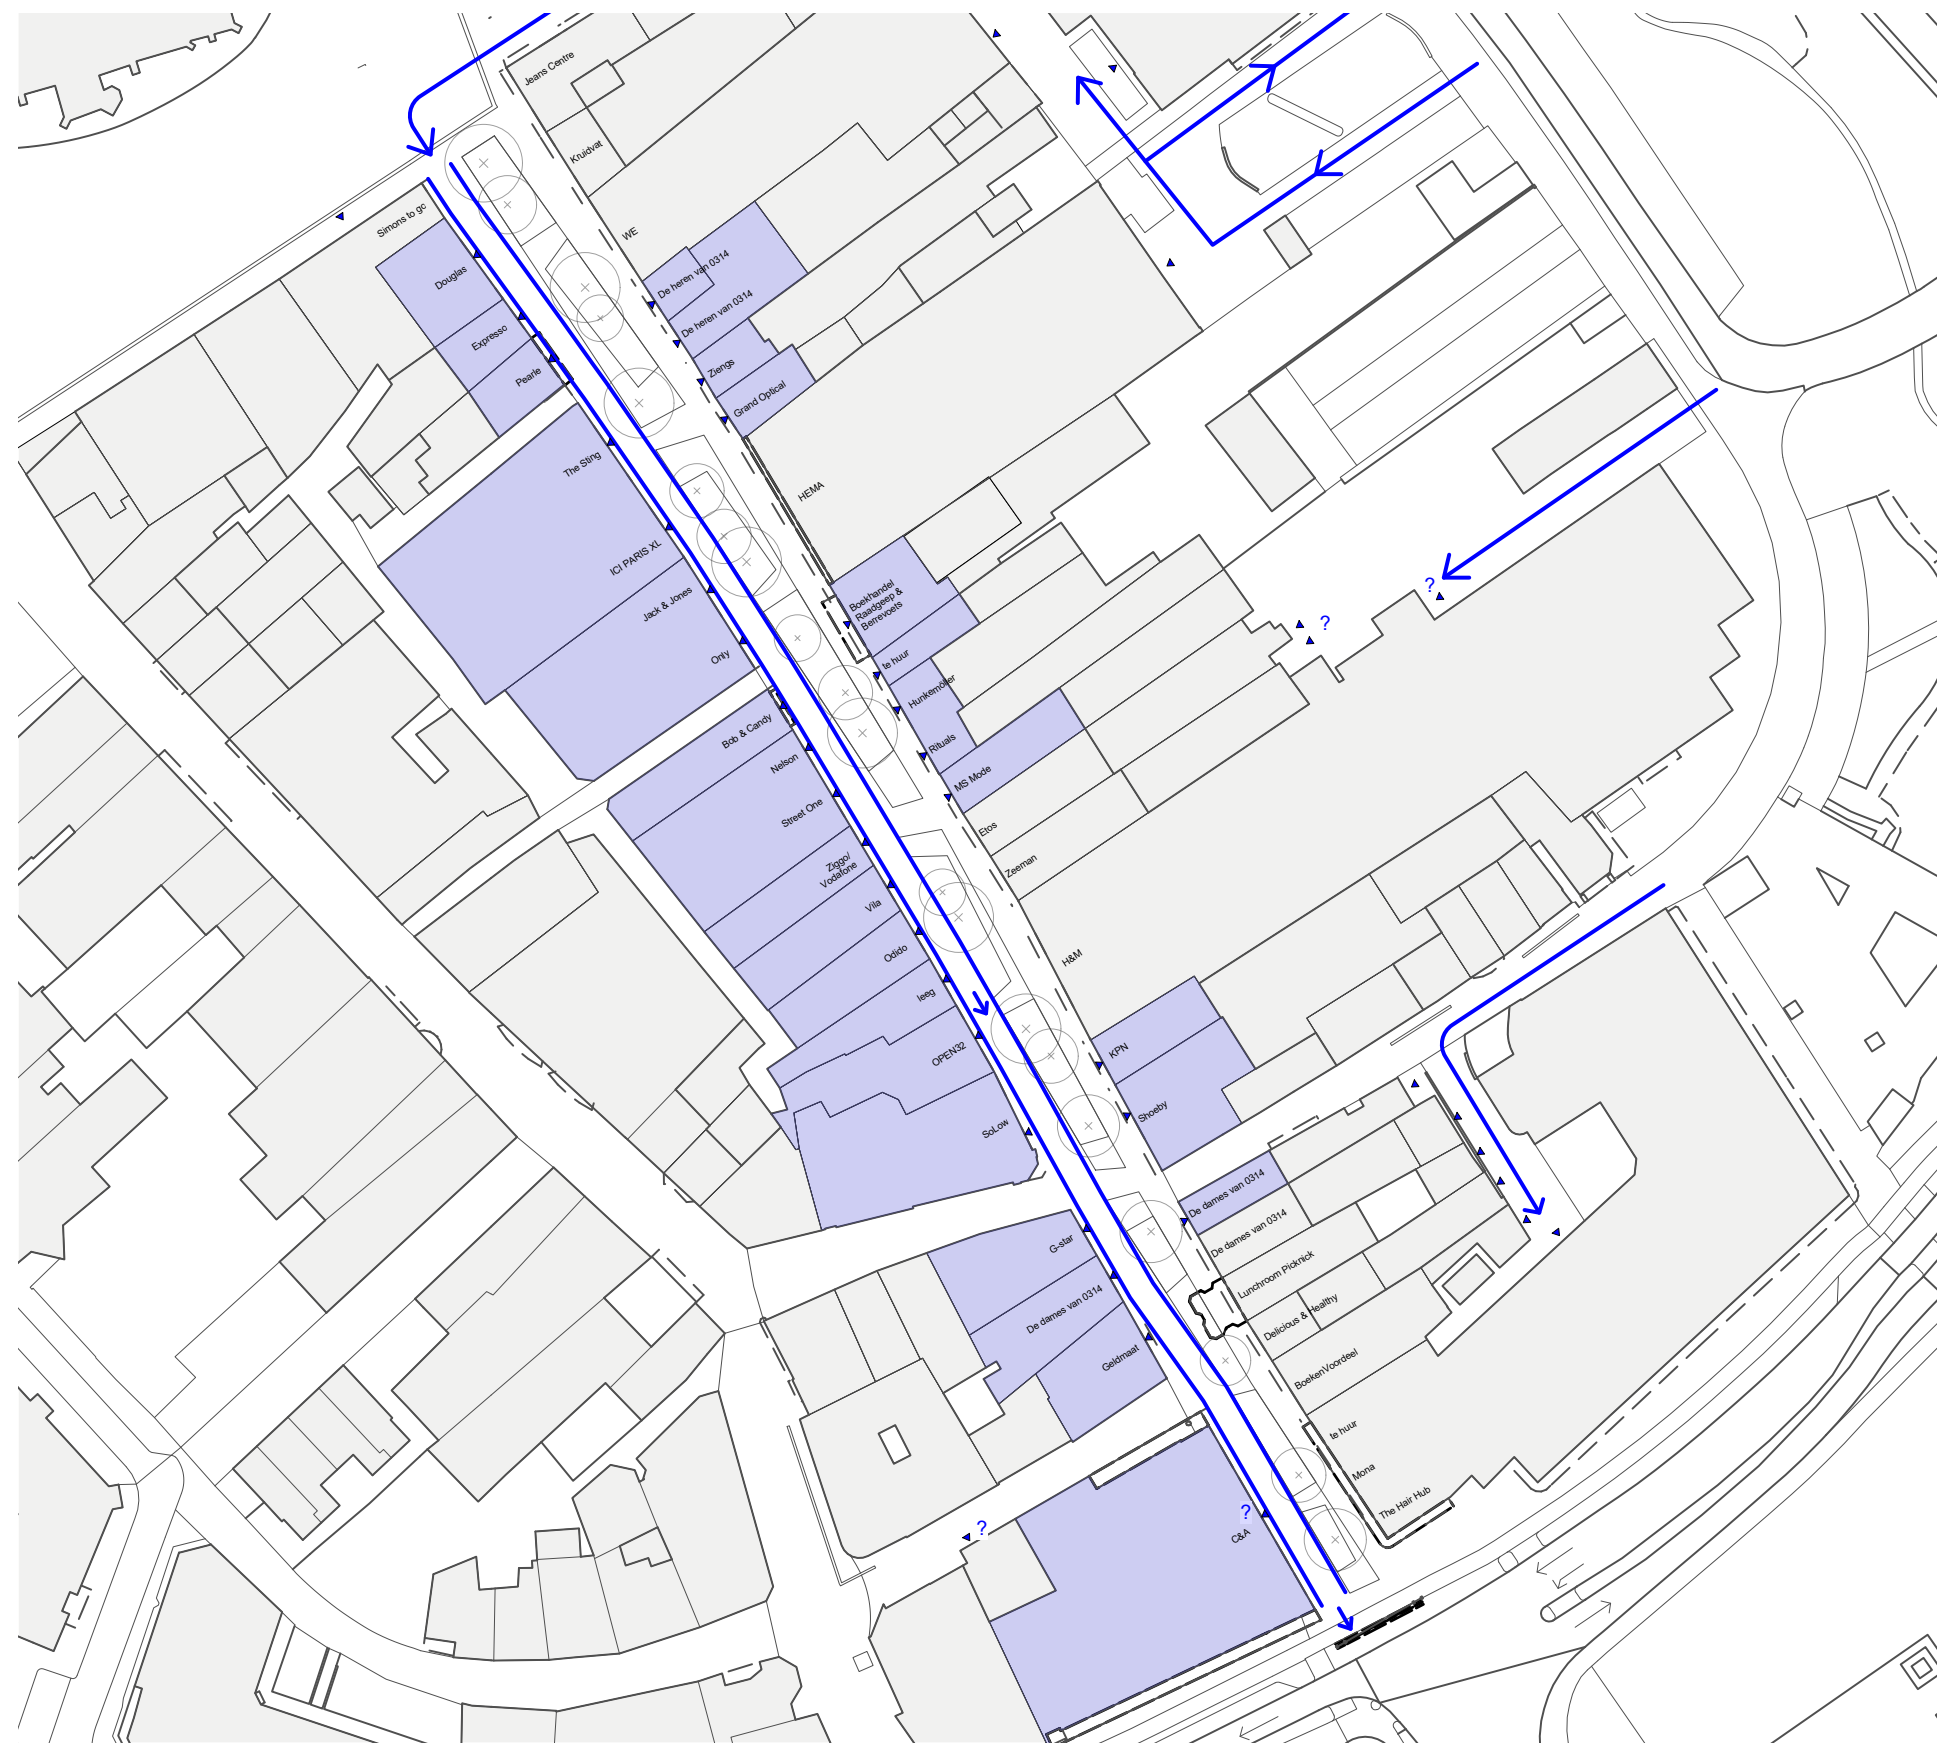 Jeans Centre
Kruidvat
WE
De heren van 0314
De heren van 0314
Ziengs
Grand Optical
HEMA
Boekhandel
Raadgeep &
Berrevoets
te huur
Hunkemöller
Rituals
MS Mode
Etos
Zeeman
H&M
KPN
Shoeby
De dames van 0314
De dames van 0314
Lunchroom Picknick
Delicious & Healthy
BoekenVoordeel
te huur
Mona
The Hair Hub
Simons to go
Douglas
Expresso
Pearle
The Sting
ICI PARIS XL
Jack & Jones
Only
Bob & Candy
Nelson
Street One
Ziggo/
Vodafone
Vila
Odido
leeg
OPEN32
SoLow
G-star
De dames van 0314
Geldmaat
C&A
?
?
?
?